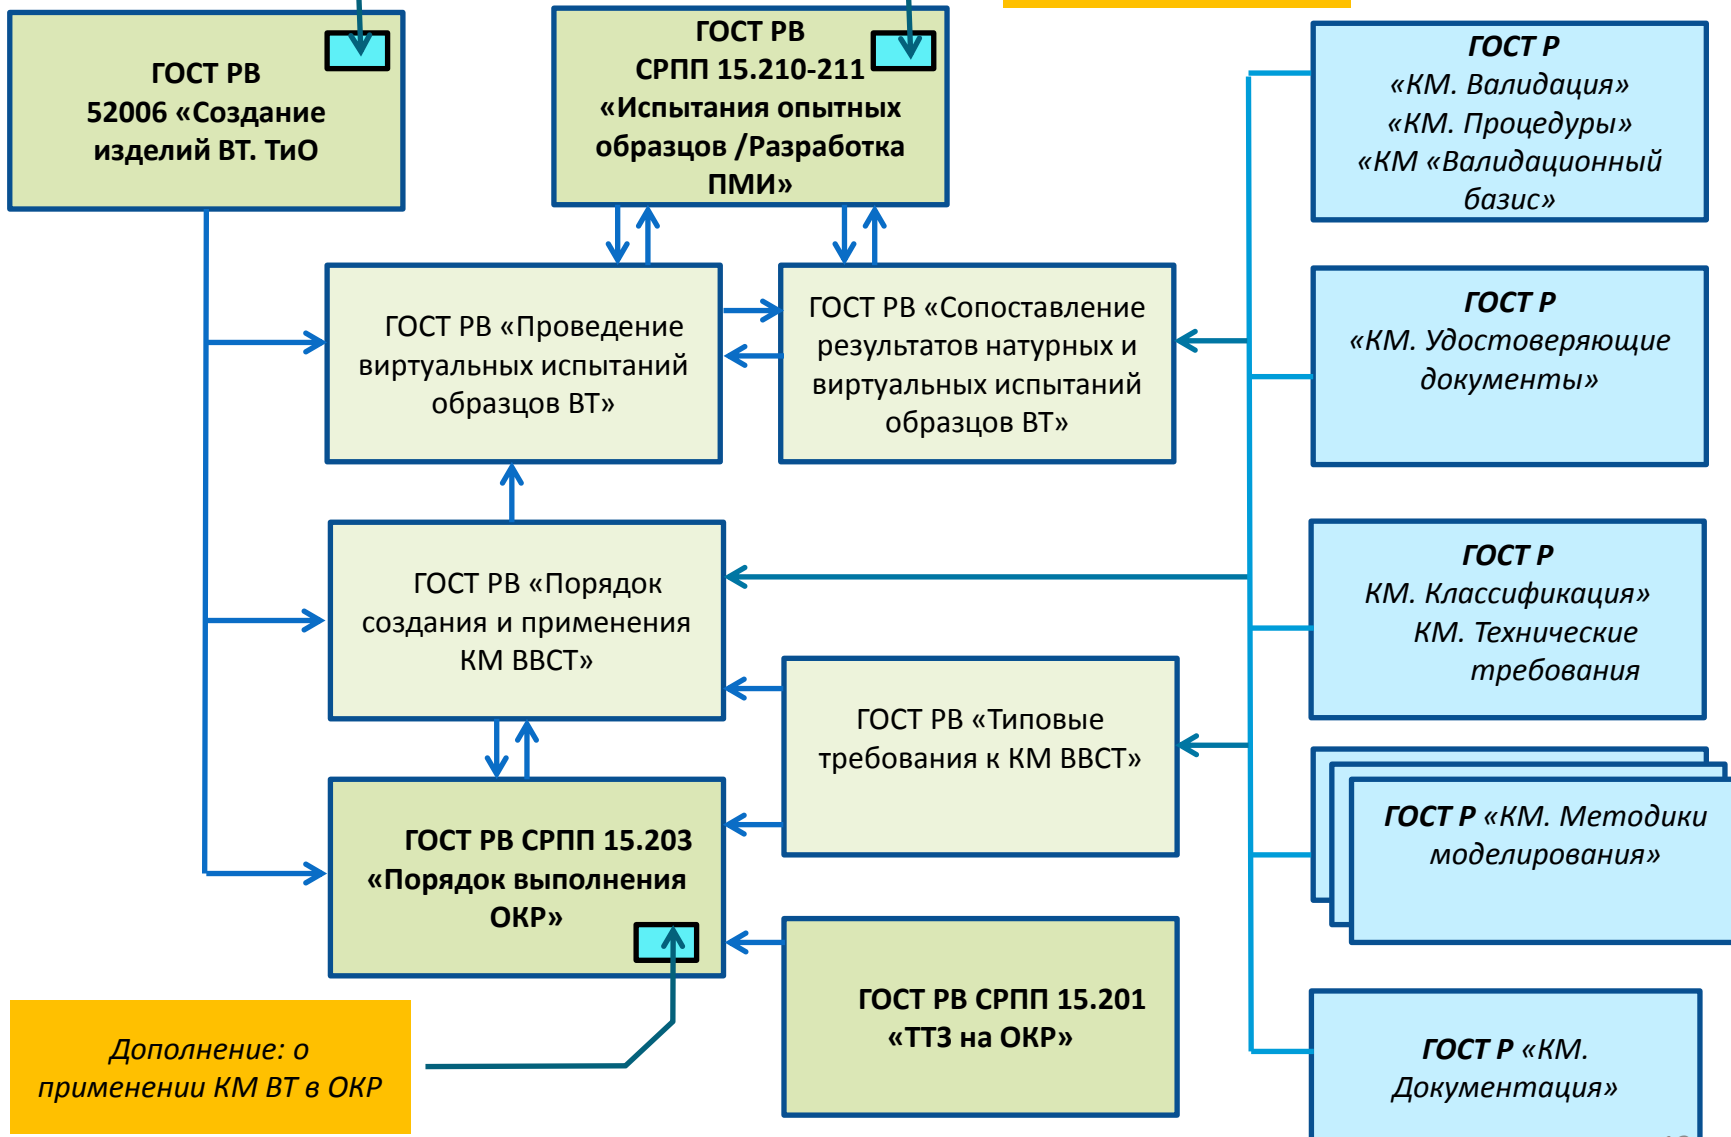 ГОСТ РВ
52006 «Создание
изделий ВТ. ТиО
ГОСТ РВ
СРПП 15.210-211
«Испытания опытных
образцов /Разработка
ПМИ»
ГОСТ Р
«КМ. Валидация»
«КМ. Процедуры»
«КМ «Валидационный
базис»
ГОСТ РВ «Проведение
виртуальных испытаний
образцов ВТ»
ГОСТ РВ «Сопоставление
результатов натурных и
виртуальных испытаний
образцов ВТ»
ГОСТ Р
«КМ. Удостоверяющие
документы»
ГОСТ РВ «Порядок
создания и применения
КМ ВВСТ»
ГОСТ Р
КМ. Классификация»
КМ. Технические
требования
ГОСТ РВ «Типовые
требования к КМ ВВСТ»
ГОСТ Р «КМ. Методики
моделирования»
ГОСТ РВ СРПП 15.203
«Порядок выполнения
ОКР»
ГОСТ РВ СРПП 15.201
«ТТЗ на ОКР»
ГОСТ Р «КМ.
Документация»
Дополнение: о
применении КМ ВТ в ОКР